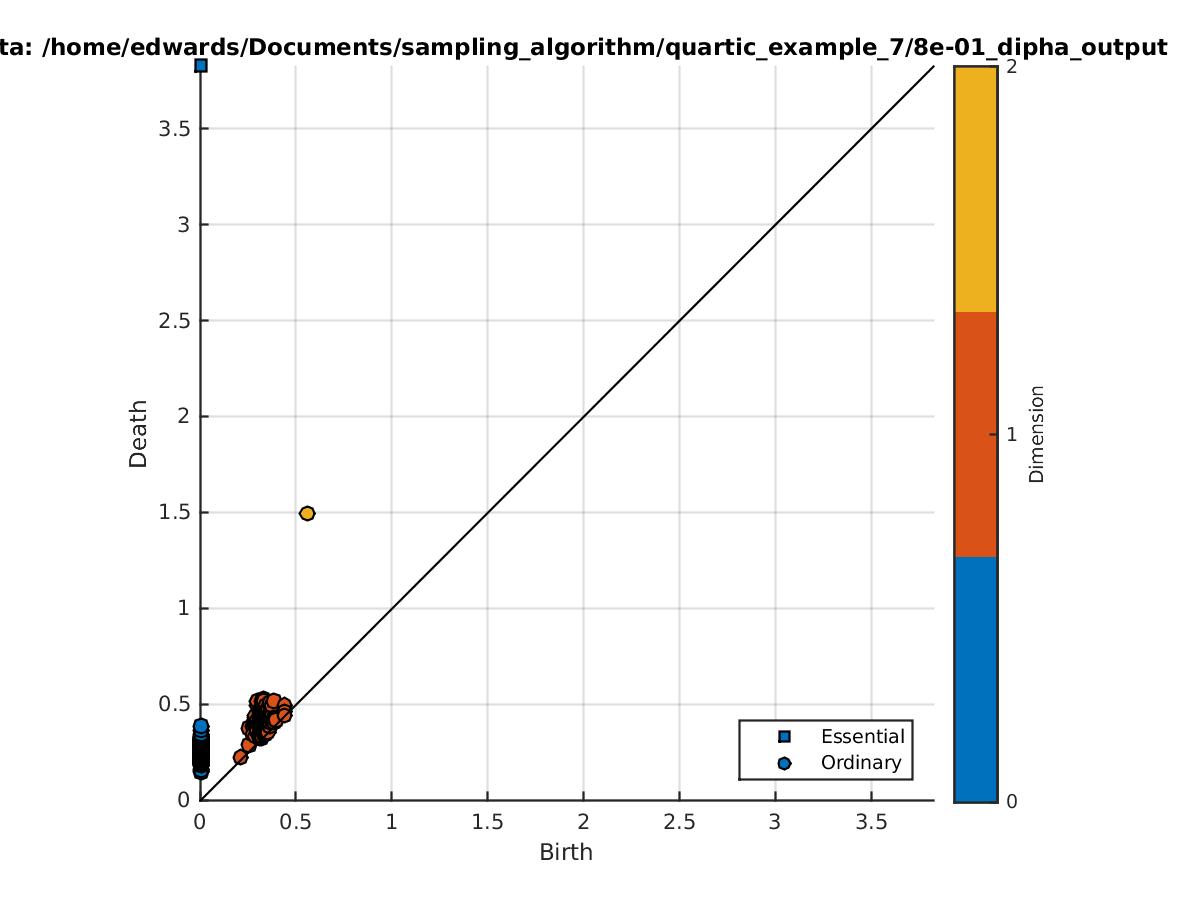 ta: /home/edwards/Documents/sampling_algorithm/quartic_example_7/8e-01_dipha_output
3.5
3
2.5
2
1.5
1
0.5
0
Death
0 0.5 1 1.5 2 2.5 3 3.5
Birth
Essential
Ordinary
2
1
0
Dimension